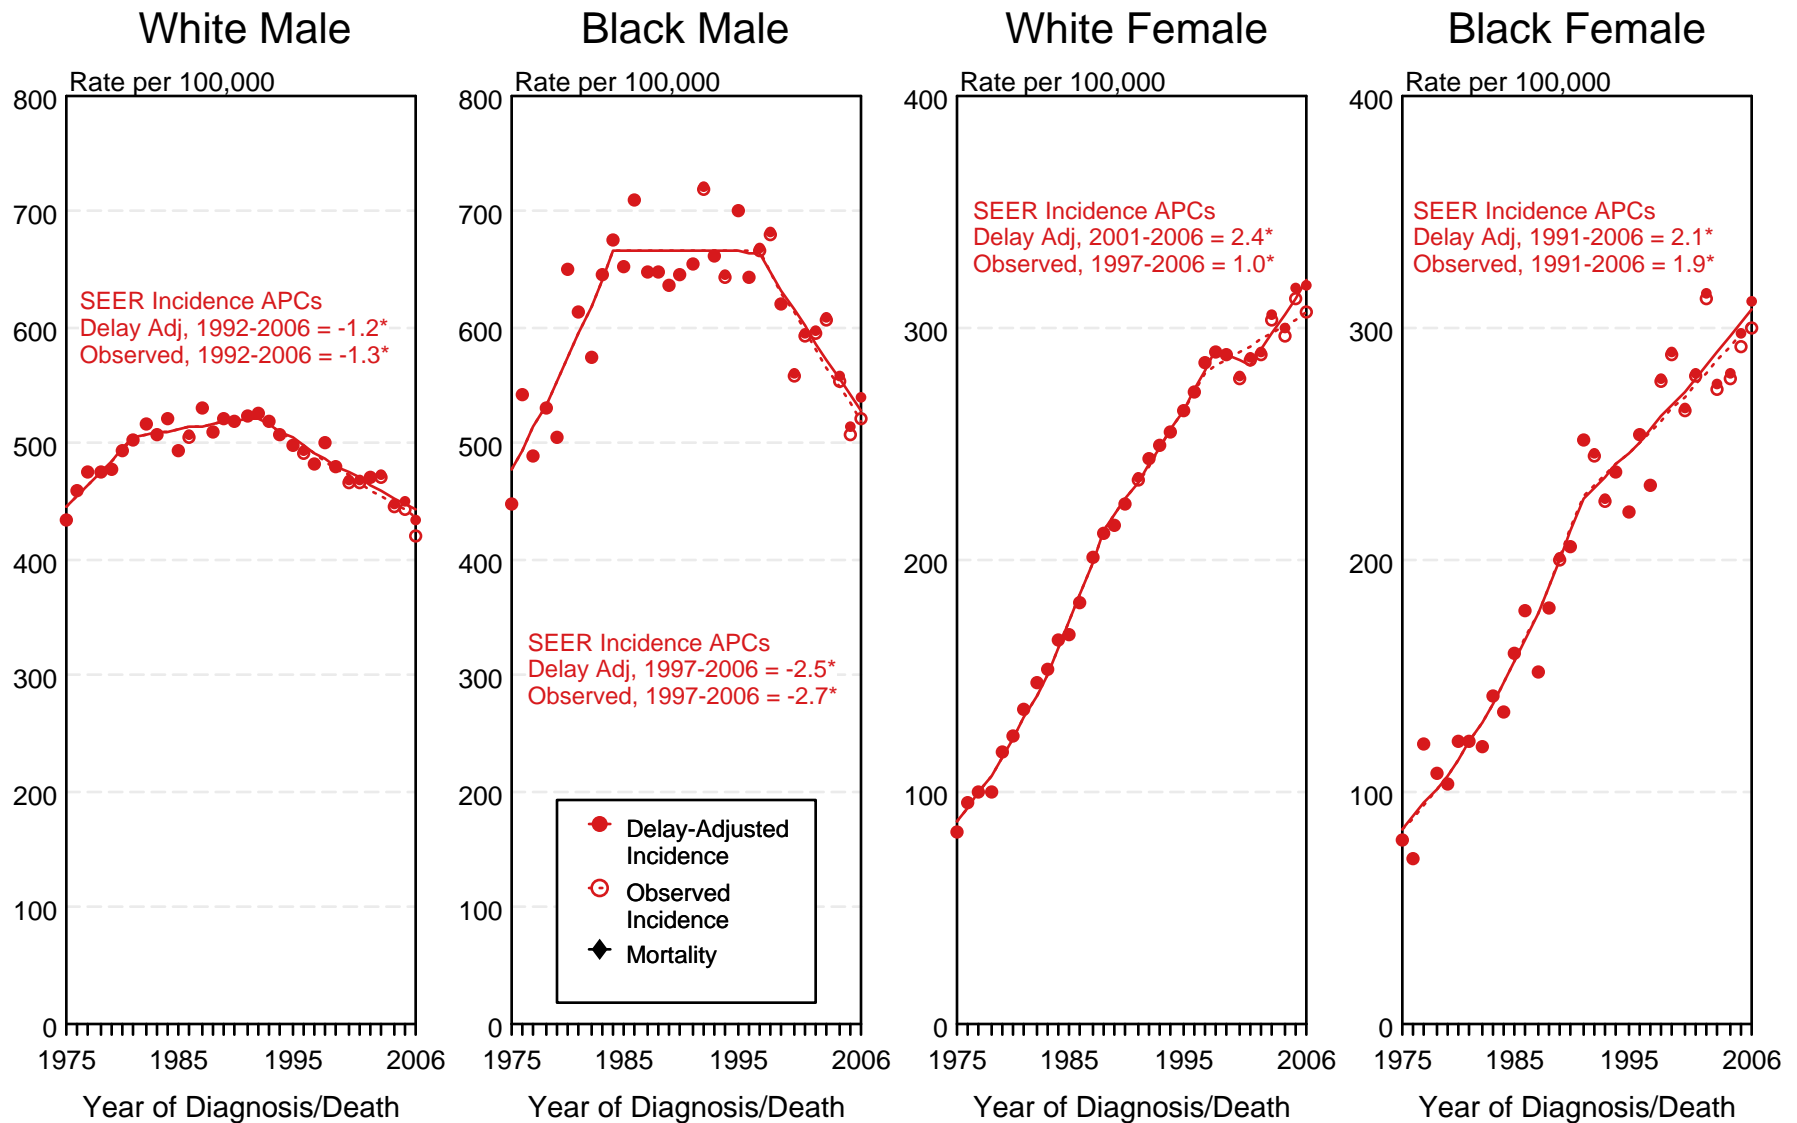 White Male
Black Male
White Female
Black Female
Rate per 100,000
800
700
600
500
400
300
200
100
0
SEER Incidence APCs
Delay Adj, 1992-2006 = -1.2*
Observed, 1992-2006 = -1.3*
1975
1985
1995
2006
Year of Diagnosis/Death
Rate per 100,000
800
700
600
500
400
300
200
100
0
SEER Incidence APCs
Delay Adj, 1997-2006 = -2.5*
Observed, 1997-2006 = -2.7*
Delay-Adjusted
Incidence
Observed
Incidence
Mortality
1975
1985
1995
2006
Year of Diagnosis/Death
Rate per 100,000
400
300
200
100
0
SEER Incidence APCs
Delay Adj, 2001-2006 = 2.4*
Observed, 1997-2006 = 1.0*
1975
1985
1995
2006
Year of Diagnosis/Death
Rate per 100,000
400
300
200
100
0
SEER Incidence APCs
Delay Adj, 1991-2006 = 2.1*
Observed, 1991-2006 = 1.9*
1975
1985
1995
2006
Year of Diagnosis/Death